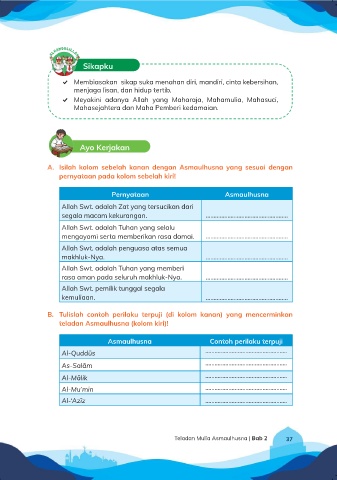 Sikapku
✓ Membiasakan sikap suka menahan diri, mandiri, cinta kebersihan,
menjaga lisan, dan hidup tertib.
✓ Meyakini adanya Allah yang Maharaja, Mahamulia, Mahasuci,
Mahasejahtera dan Maha Pemberi kedamaian.
Ayo Kerjakan
A. Isilah kolom sebelah kanan dengan Asmaulhusna yang sesuai dengan
pernyataan pada kolom sebelah kiri!
Pernyataan Asmaulhusna
Allah Swt. adalah Zat yang tersucikan dari
segala macam kekurangan. ..............................................
Allah Swt. adalah Tuhan yang selalu
mengayomi serta memberikan rasa damai. ..............................................
Allah Swt. adalah penguasa atas semua
makhluk-Nya. ..............................................
Allah Swt. adalah Tuhan yang memberi
rasa aman pada seluruh makhluk-Nya. ..............................................
Allah Swt. pemilik tunggal segala
kemuliaan. ..............................................
B. Tulislah contoh perilaku terpuji (di kolom kanan) yang mencerminkan
teladan Asmaulhusna (kolom kiri)!
Asmaulhusna Contoh perilaku terpuji
Al-Quddūs ..............................................
As-Salām ..............................................
Al-Mālik ..............................................
Al-Mu'min ..............................................
Al-'Azīz ..............................................
Teladan Mulia Asmaulhusna | Bab 2 37